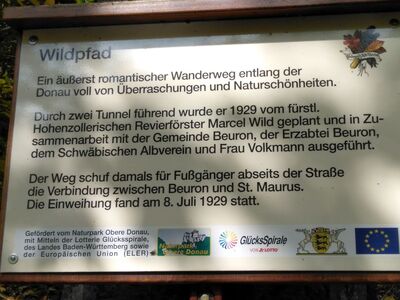 Wildpfad
Ein äußerst romantischer Wanderweg entlang der
Donau voll von Überraschungen und Naturschönheiten.
Durch zwei Tunnel führend wurde er 1929 vom fürstl.
Hohenzollerischen Revierförster Marcel Wild geplant und in Zu-
sammenarbeit mit der Gemeinde Beuron, der Erzabtei Beuron,
dem Schwäbischen Albverein und Frau Volkmann ausgeführt.
Der Weg schuf damals für Fußgänger abseits der Straße
die Verbindung zwischen Beuron und St. Maurus.
Die Einweihung fand am 8. Juli 1929 statt.
Gefördert vom Naturpark Obere Donau,
mit Mitteln der Lotterie Glücksspirale,
des Landes Baden-Württemberg sowie
der Europäischen Union (ELER)
Naturpark
Obere Donau
GlücksSpirale
VON LOTTO